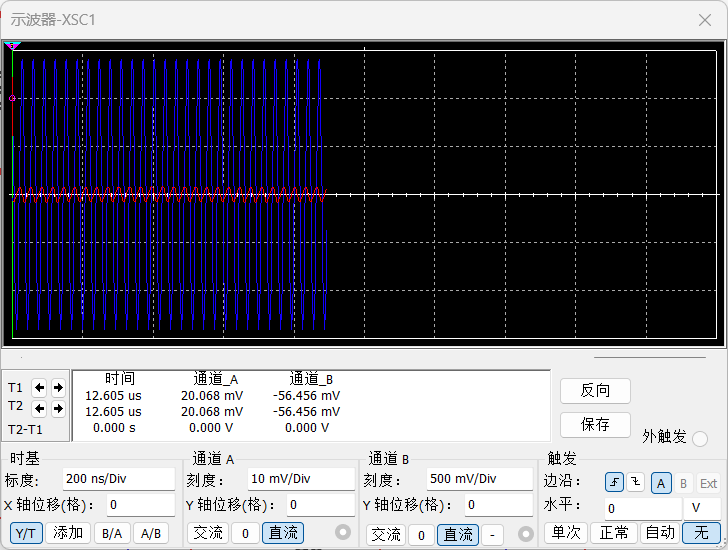 示波器-XSC1
时间 通道_A 通道_B
T1 12.605 us 20.068 mV -56.456 mV
T2 12.605 us 20.068 mV -56.456 mV
T2-T1 0.000 s 0.000 V 0.000 V
反向
保存
外触发
时基
标度: 200 ns/Div
X 轴位移(格): 0
Y/T 添加 B/A A/B
通道 A
刻度: 10 mV/Div
Y 轴位移(格): 0
交流 0 直流
通道 B
刻度: 500 mV/Div
Y 轴位移(格): 0
交流 0 直流 -
触发
边沿: A B Ext
水平: 0 V
单次 正常 自动 无